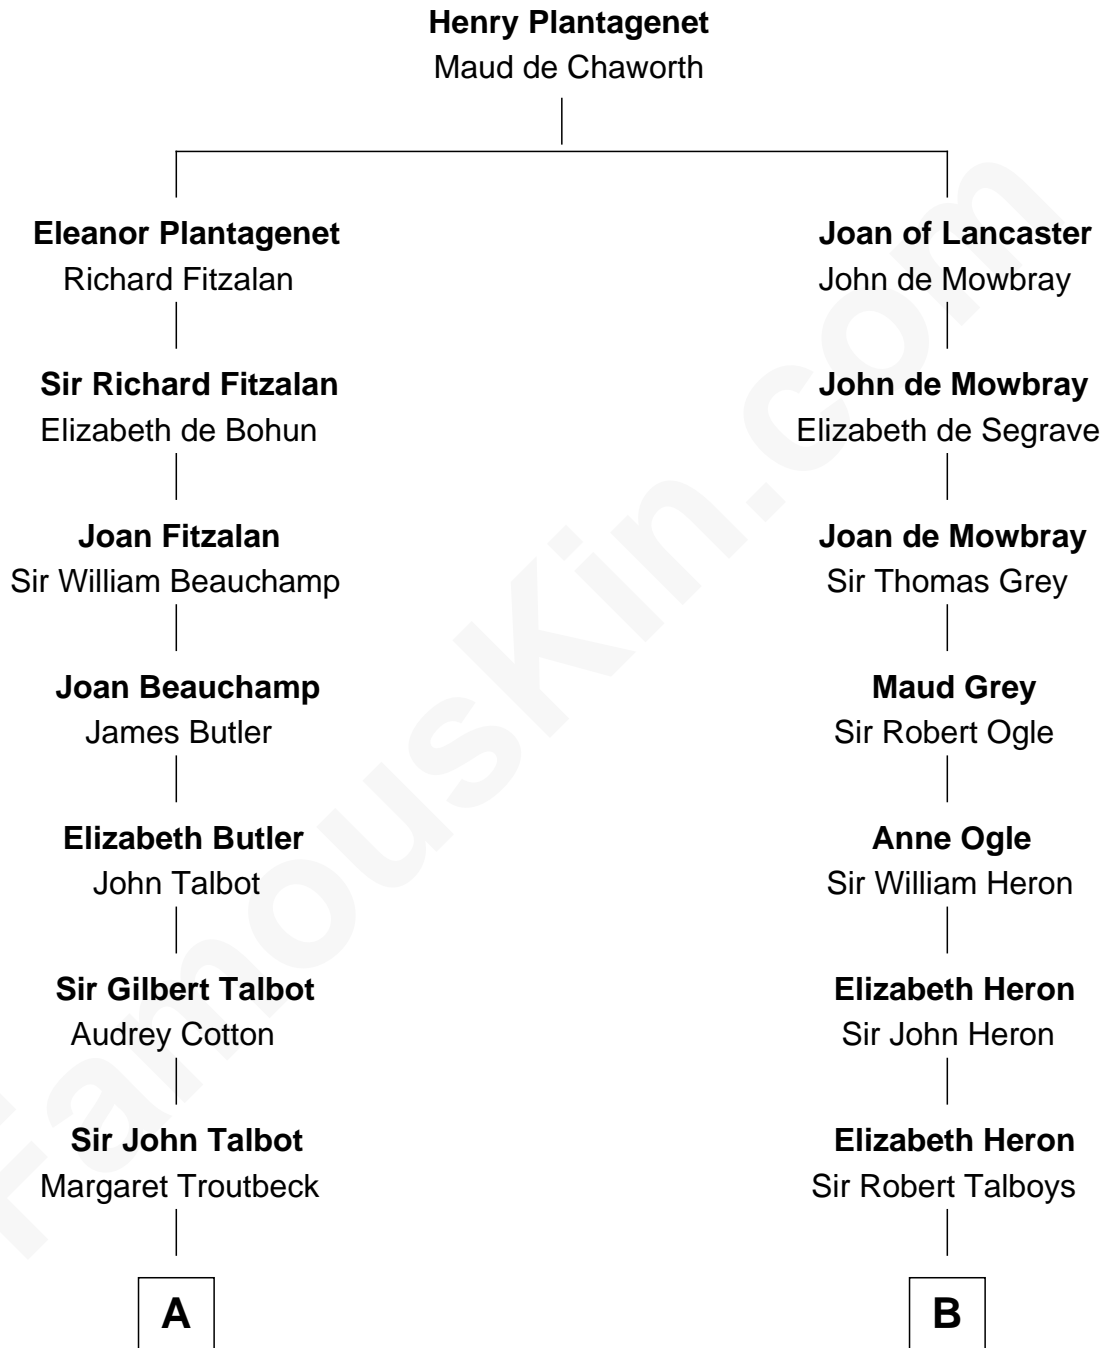 Henry Plantagenet
Maud de Chaworth
Eleanor Plantagenet
Richard Fitzalan
Joan of Lancaster
John de Mowbray
Sir Richard Fitzalan
Elizabeth de Bohun
John de Mowbray
Elizabeth de Segrave
Joan Fitzalan
Sir William Beauchamp
Joan de Mowbray
Sir Thomas Grey
Joan Beauchamp
James Butler
Maud Grey
Sir Robert Ogle
Elizabeth Butler
John Talbot
Anne Ogle
Sir William Heron
Sir Gilbert Talbot
Audrey Cotton
Elizabeth Heron
Sir John Heron
Sir John Talbot
Margaret Troutbeck
Elizabeth Heron
Sir Robert Talboys
A
B
FamousKin.com